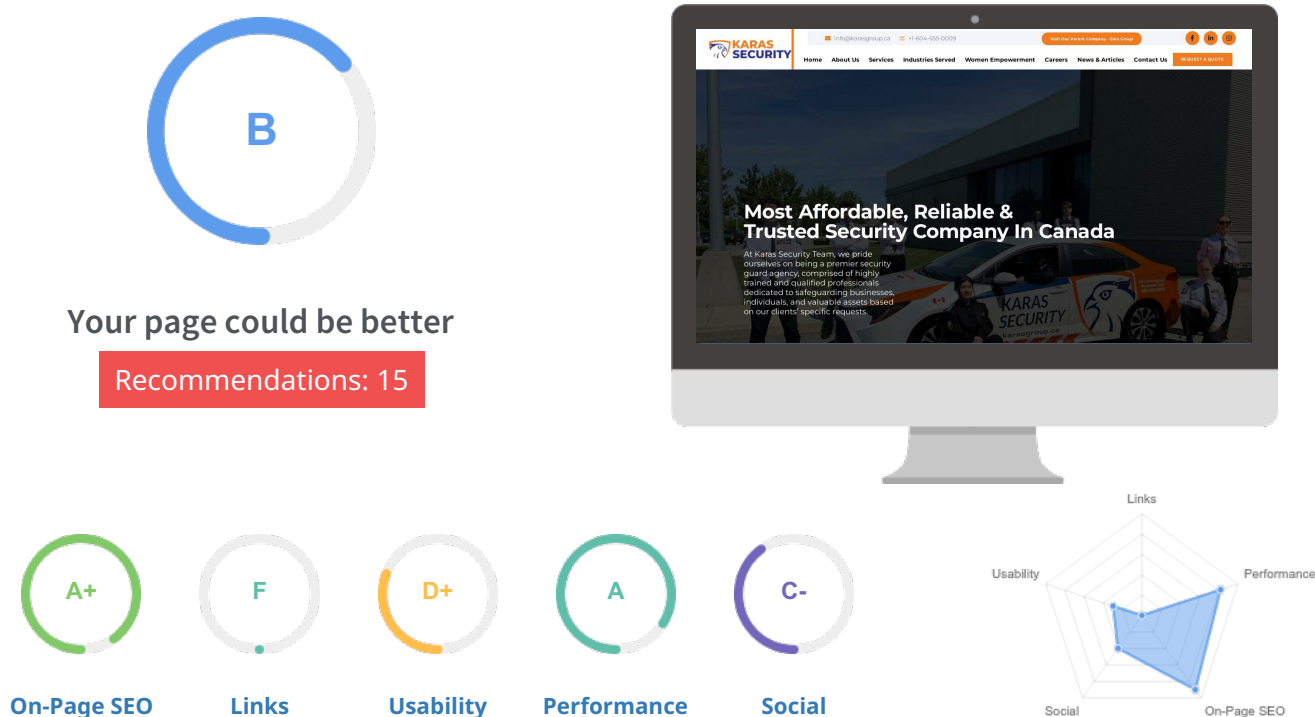 B
Your page could be better
Recommendations: 15
KARAS
SECURITY
info@karasgroup.ca +1-604-655-0009
Visit Our Parent Company - Dixo Group
Home About Us Services Industries Served Women Empowerment Careers News & Articles Contact Us REQUEST A QUOTE
Most Affordable, Reliable &
Trusted Security Company In Canada
At Karas Security Team, we pride
ourselves on being a premier security
guard agency, comprised of highly
trained and qualified professionals
dedicated to safeguarding businesses,
individuals, and valuable assets based
on our clients' specific requests.
KARAS
SECURITY
karasgroup.ca
A+
On-Page SEO
F
Links
D+
Usability
A
Performance
C-
Social
Links
Usability
Performance
Social
On-Page SEO